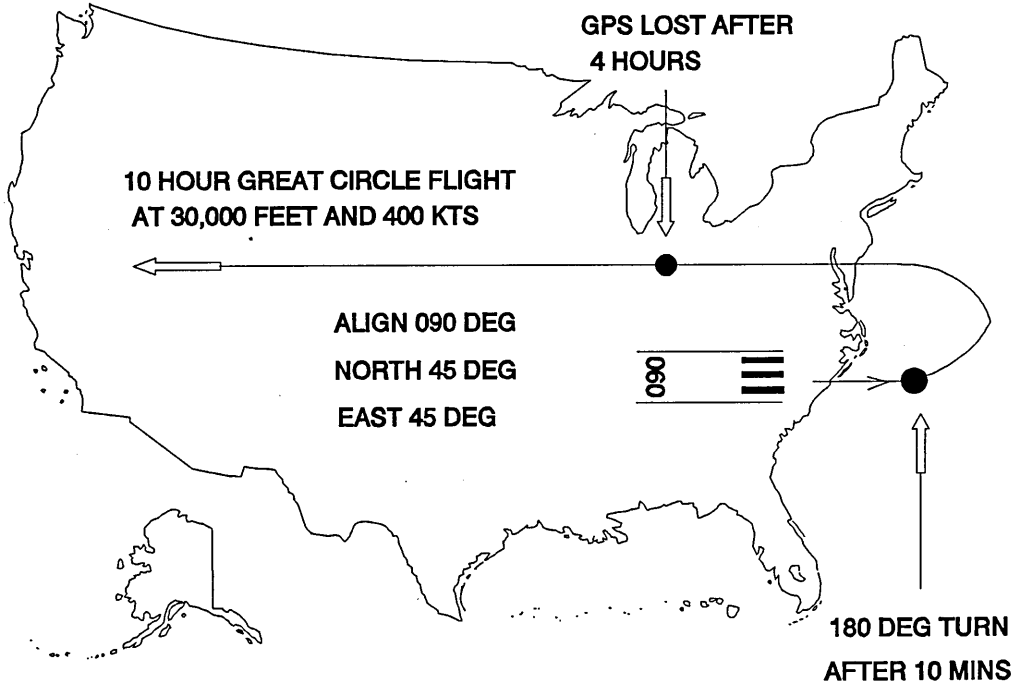 GPS LOST AFTER
4 HOURS
10 HOUR GREAT CIRCLE FLIGHT
AT 30,000 FEET AND 400 KTS
ALIGN 090 DEG
NORTH 45 DEG
EAST 45 DEG
090
180 DEG TURN
AFTER 10 MINS